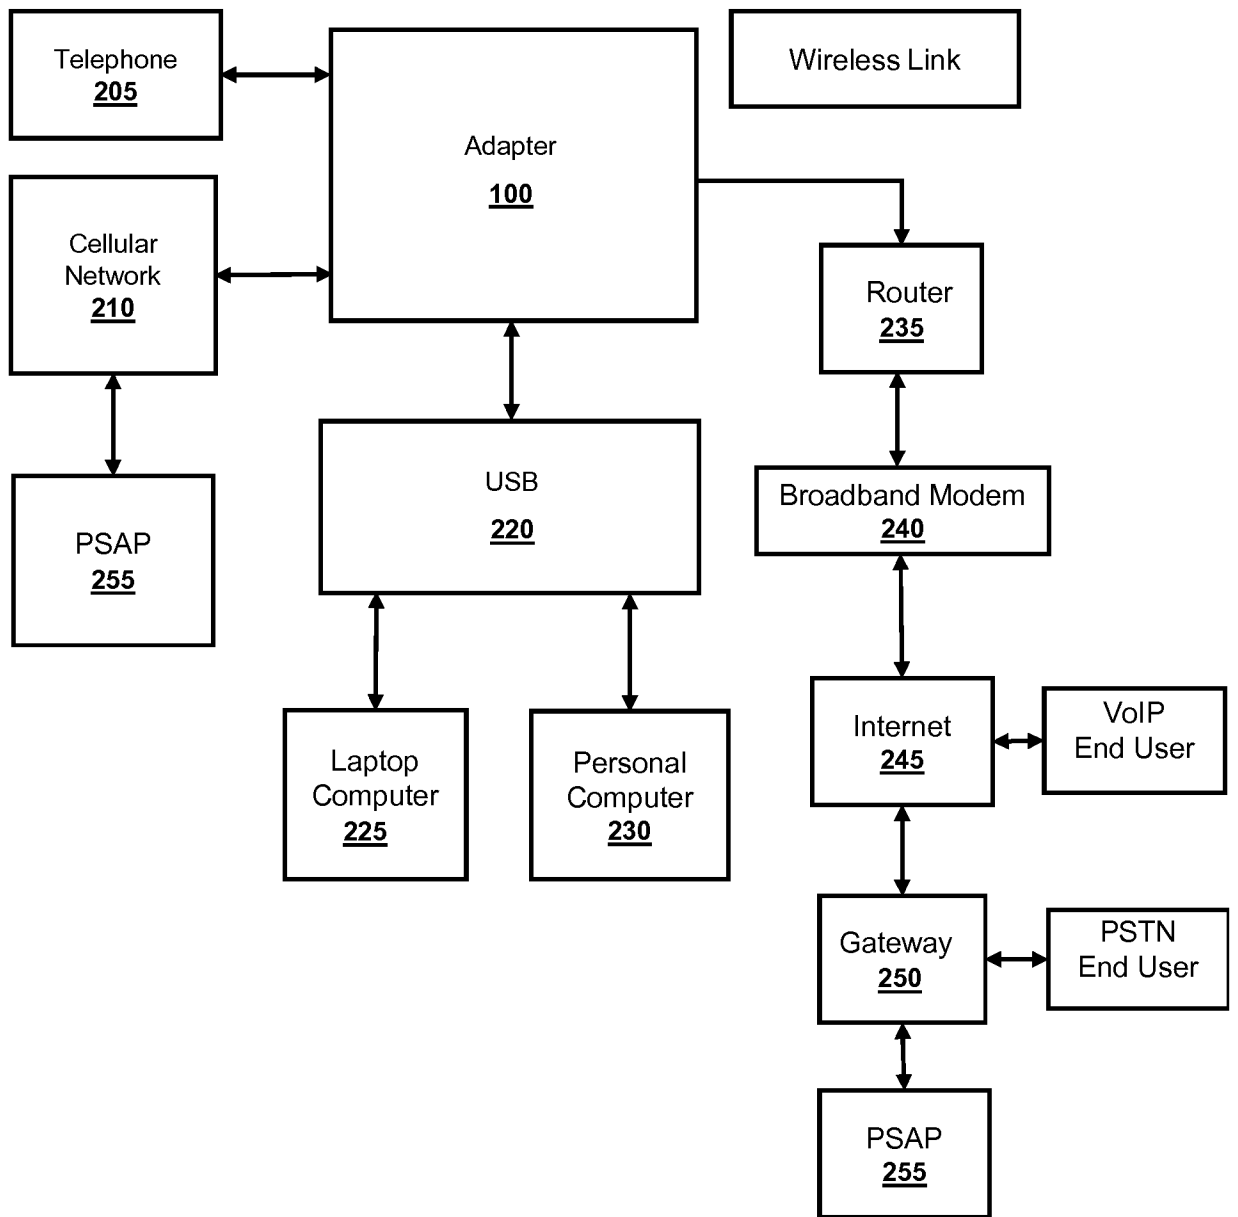 Telephone
205
Adapter
100
Wireless Link
Cellular
Network
210
Router
235
USB
220
Broadband Modem
240
PSAP
255
Laptop
Computer
225
Personal
Computer
230
Internet
245
VoIP
End User
Gateway
250
PSTN
End User
PSAP
255